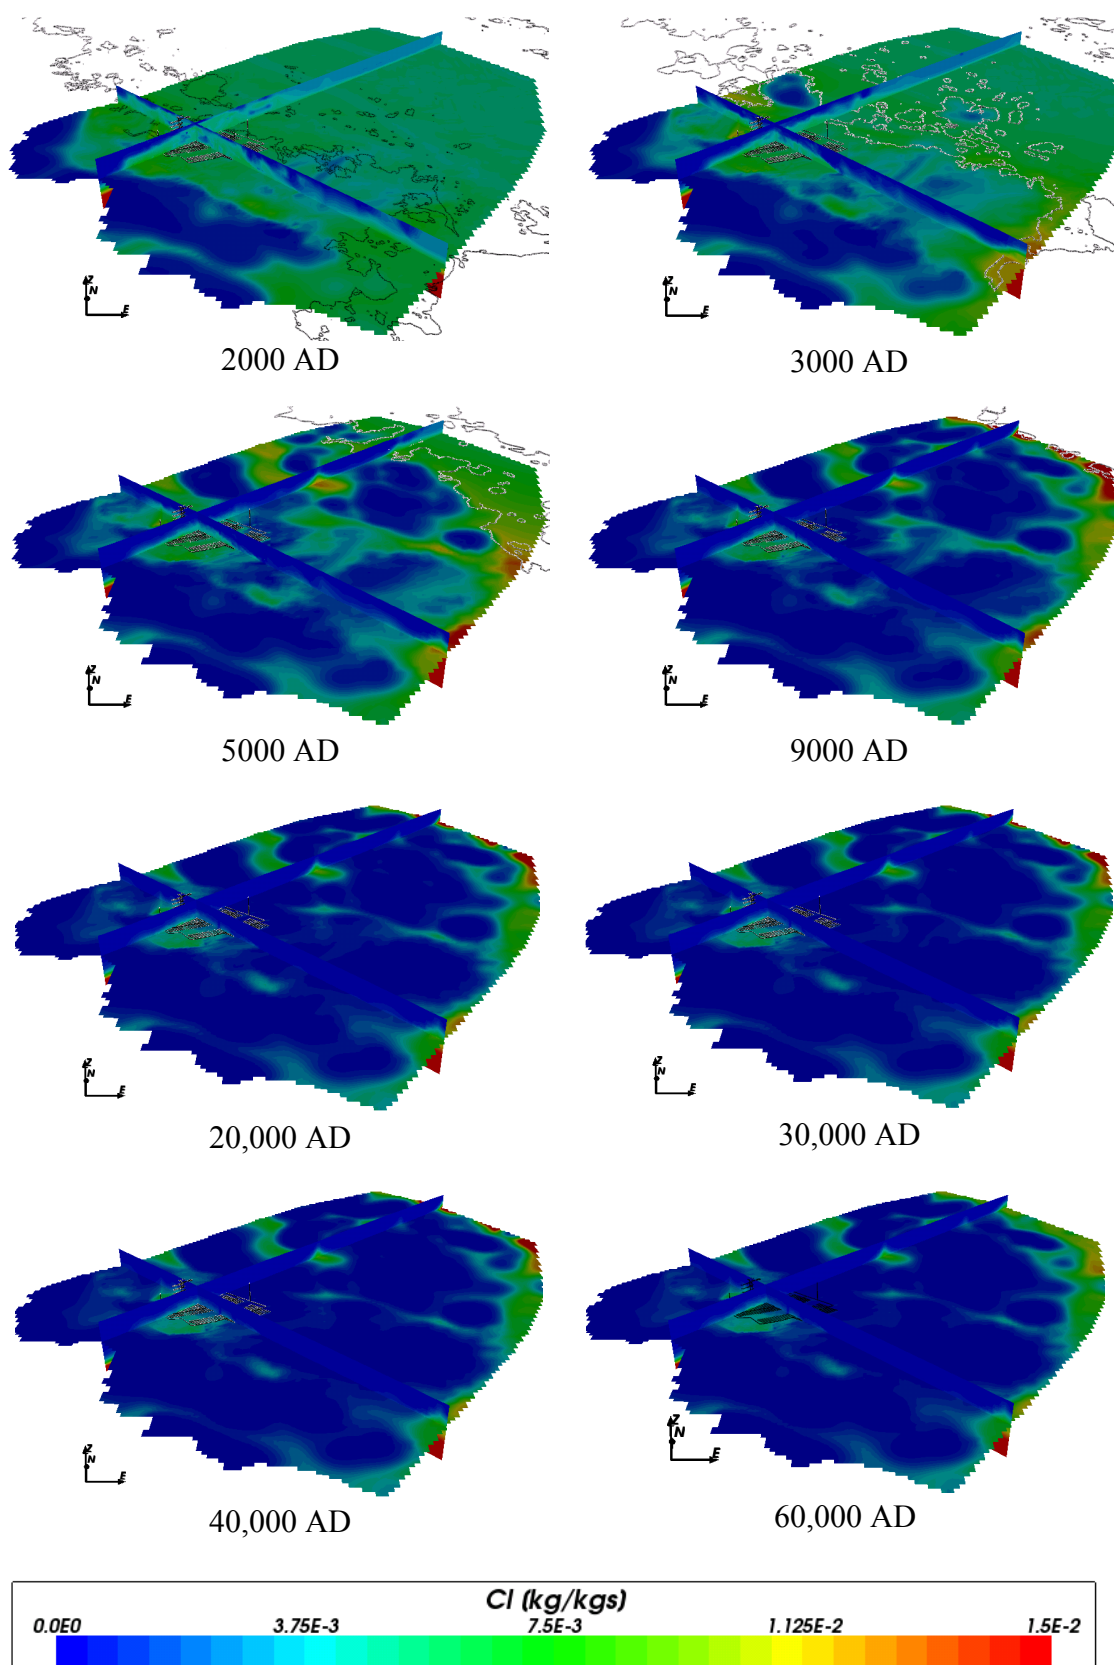 Z
N
E
2000 AD
Z
N
E
3000 AD
Z
N
E
5000 AD
Z
N
E
9000 AD
Z
N
E
20,000 AD
Z
N
E
30,000 AD
Z
N
E
40,000 AD
Z
N
E
60,000 AD
Cl (kg/kgs)
0.0E0 3.75E-3 7.5E-3 1.125E-2 1.5E-2